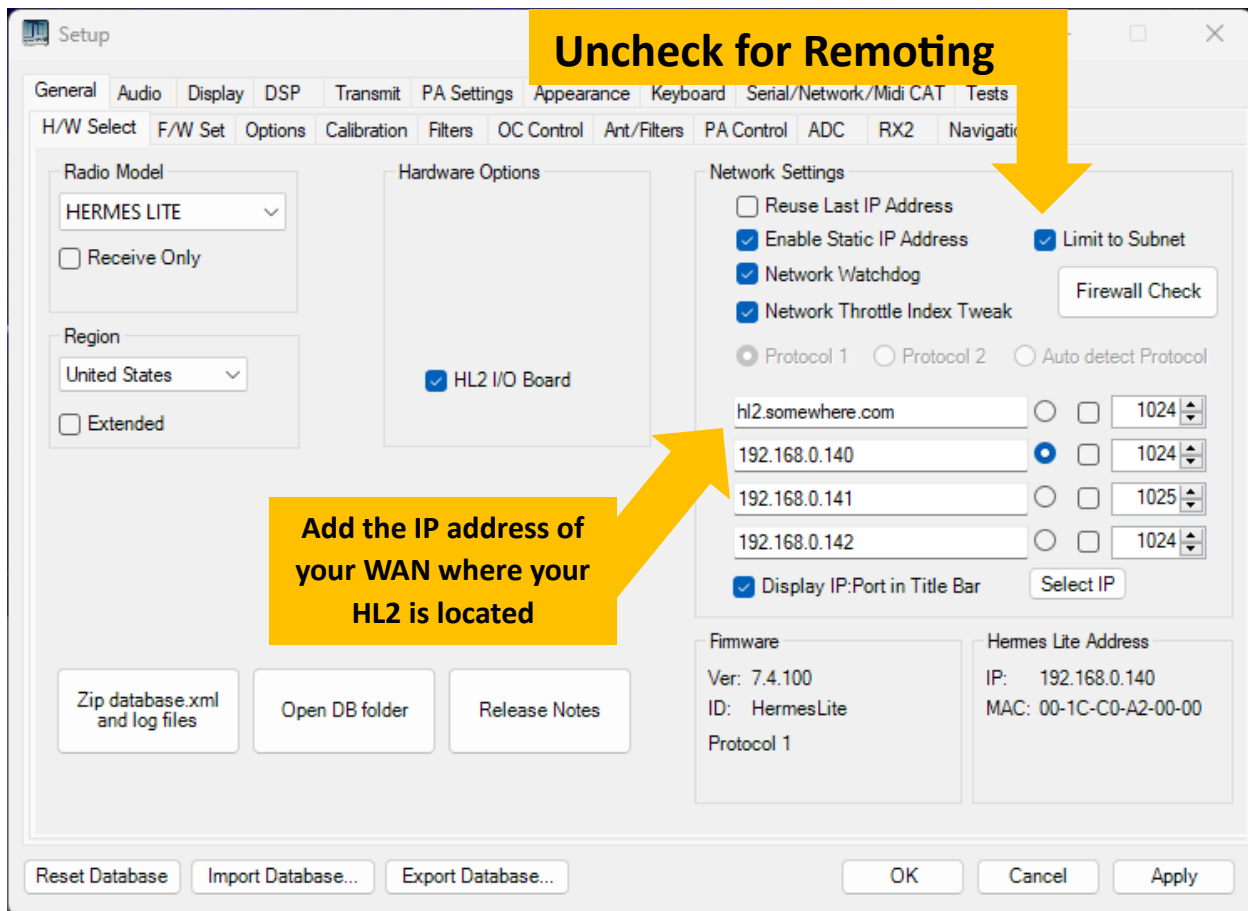 Setup
Uncheck for Remoting
General Audio Display DSP Transmit PA Settings Appearance Keyboard Serial/Network/Midi CAT Tests
H/W Select F/W Set Options Calibration Filters OC Control Ant/Filters PA Control ADC RX2
Radio Model
HERMES LITE
Receive Only
Region
United States
Extended
Hardware Options
HL2 I/O Board
Network Settings
Reuse Last IP Address
Enable Static IP Address
Limit to Subnet
Network Watchdog
Firewall Check
Network Throttle Index Tweak
Protocol 1 Protocol 2 Auto detect Protocol
hl2.somewhere.com 1024
192.168.0.140 1024
192.168.0.141 1025
192.168.0.142 1024
Display IP:Port in Title Bar Select IP
Add the IP address of
your WAN where your
HL2 is located
Zip database.xml
and log files
Open DB folder
Release Notes
Firmware
Ver: 7.4.100
ID: HermesLite
Protocol 1
Hermes Lite Address
IP: 192.168.0.140
MAC: 00-1C-C0-A2-00-00
Reset Database Import Database... Export Database... OK Cancel Apply